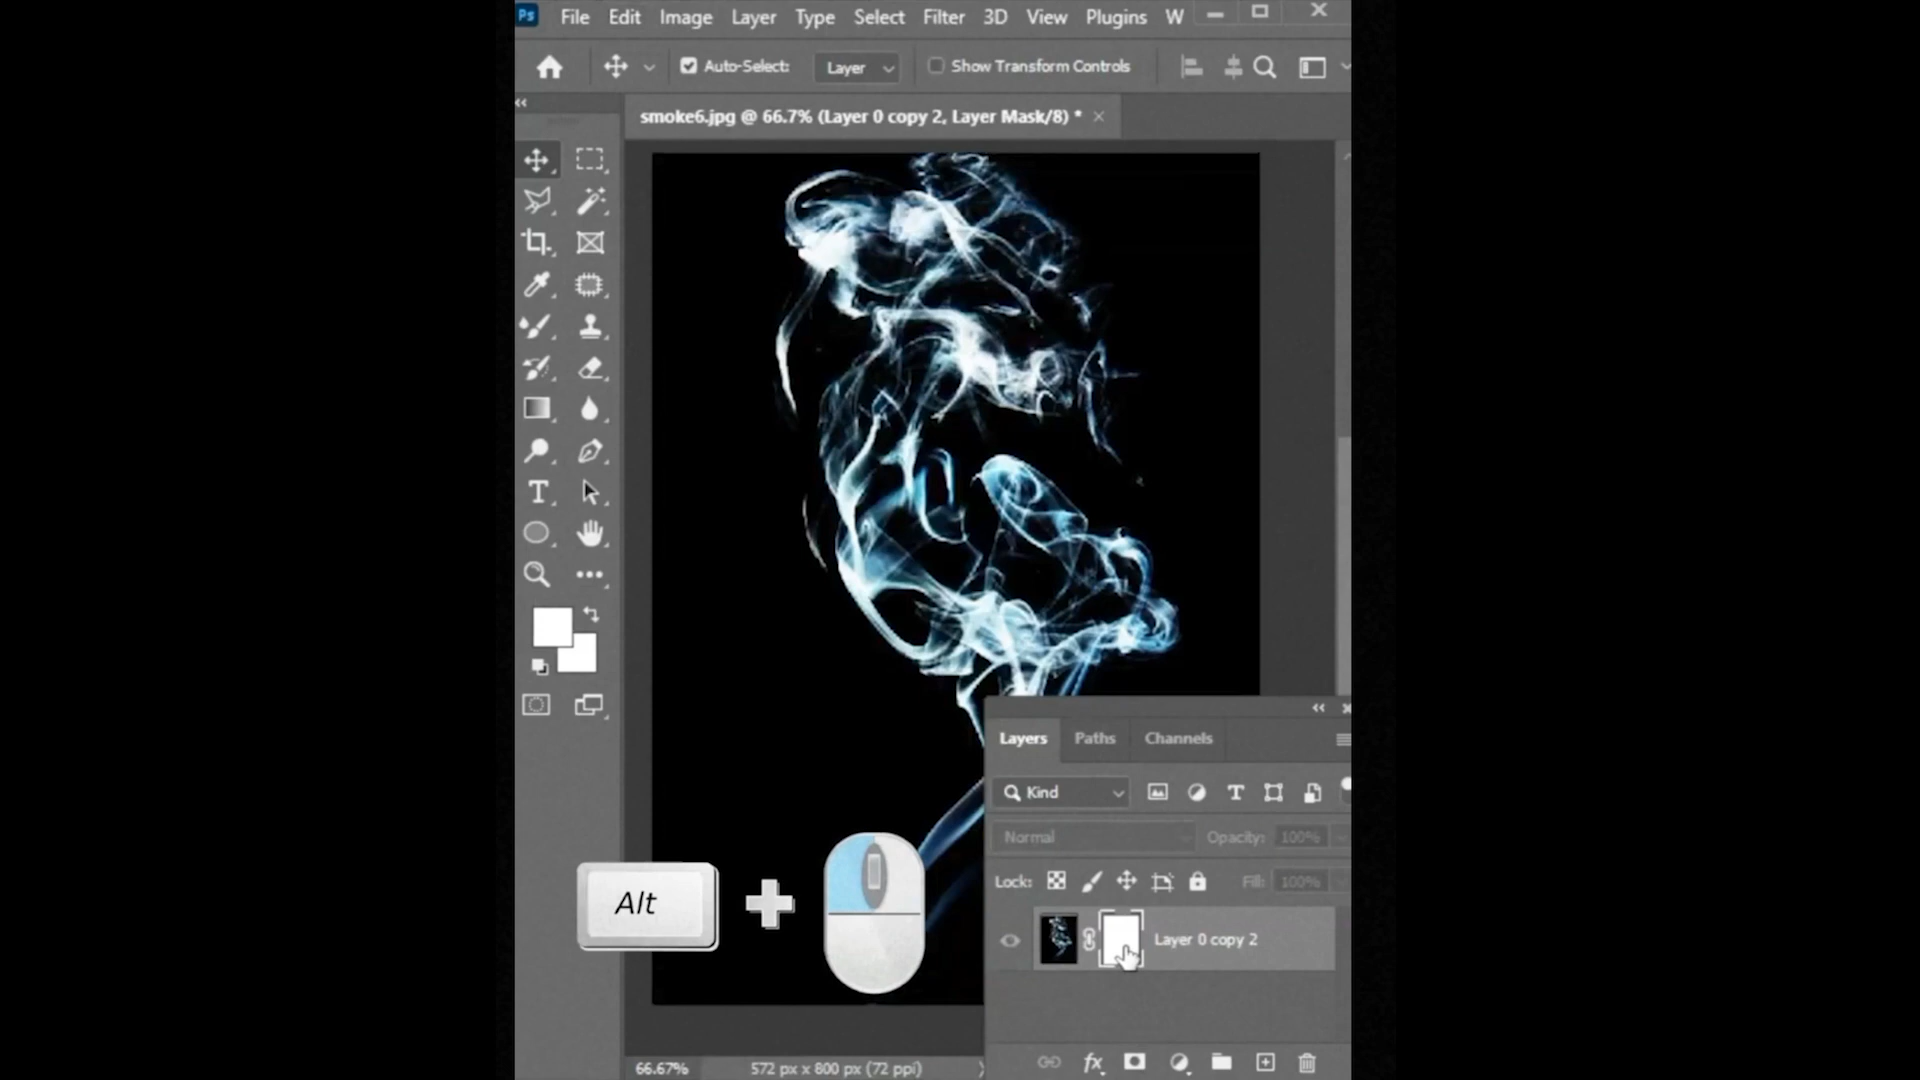 Ps File Edit Image Layer Type Select Filter 3D View Plugins W
Auto-Select: Layer Show Transform Controls
smoke6.jpg @ 66.7% (Layer 0 copy 2, Layer Mask/8) *
T
Layers Paths Channels
Kind T
Normal Opacity: 100%
Lock: Fill: 100%
Alt
Layer 0 copy 2
fx
66.67% 572 px x 800 px (72 ppi)